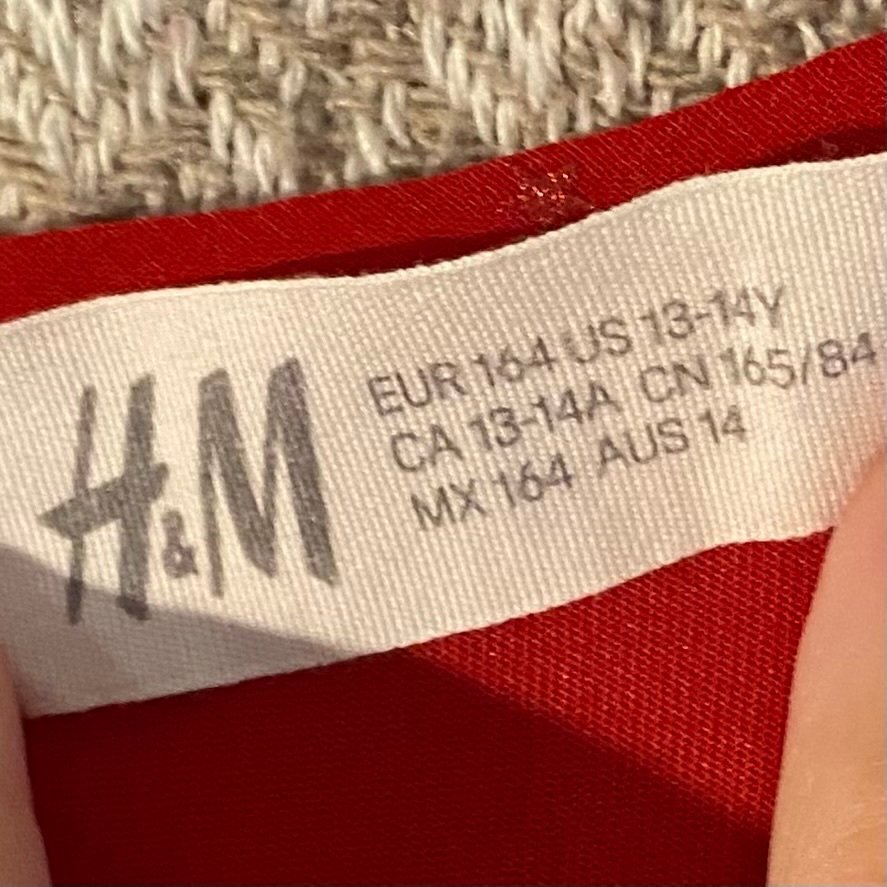 H&M
EUR 164 US 13-14Y
CA 13-14A CN 165/84
MX 164 AUS 14